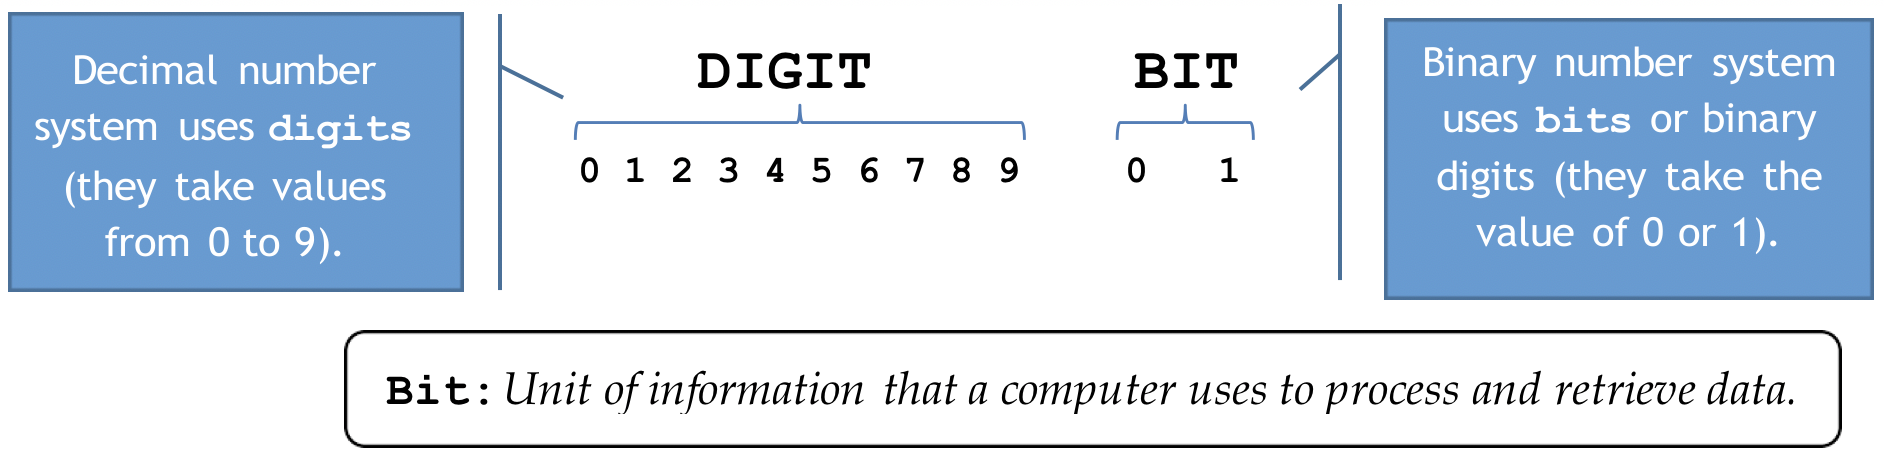 Decimal number
system uses digits
(they take values
from 0 to 9).
DIGIT
0 1 2 3 4 5 6 7 8 9
BIT
0 1
Binary number system
uses bits or binary
digits (they take the
value of 0 or 1).
Bit: Unit of information that a computer uses to process and retrieve data.